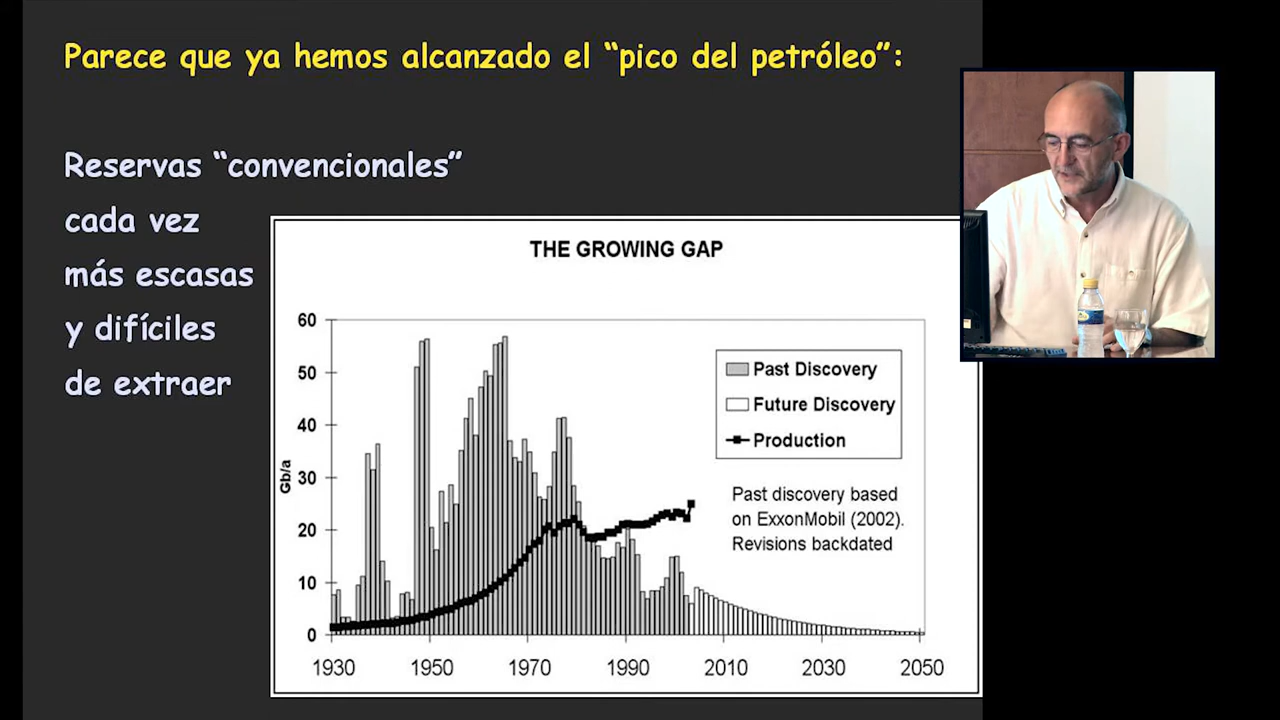 Parece que ya hemos alcanzado el “pico del petróleo”:
Reservas “convencionales”
cada vez
más escasas
y difíciles
de extraer
THE GROWING GAP
60
50
40
30
20
10
0
Gb/a
Past Discovery
Future Discovery
Production
Past discovery based
on ExxonMobil (2002).
Revisions backdated
1930
1950
1970
1990
2010
2030
2050